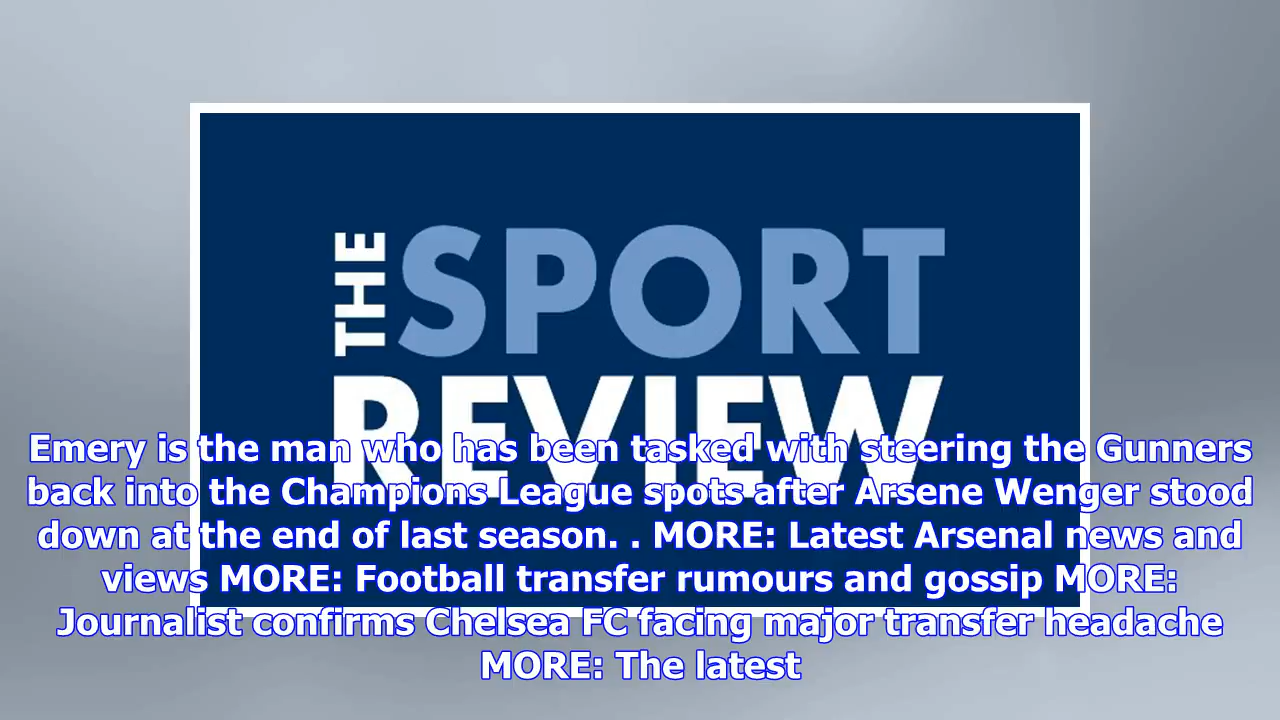 THE
SPORT
REVIEW
Emery is the man who has been tasked with steering the Gunners
back into the Champions League spots after Arsene Wenger stood
down at the end of last season. . MORE: Latest Arsenal news and
views MORE: Football transfer rumours and gossip MORE:
Journalist confirms Chelsea FC facing major transfer headache
MORE: The latest